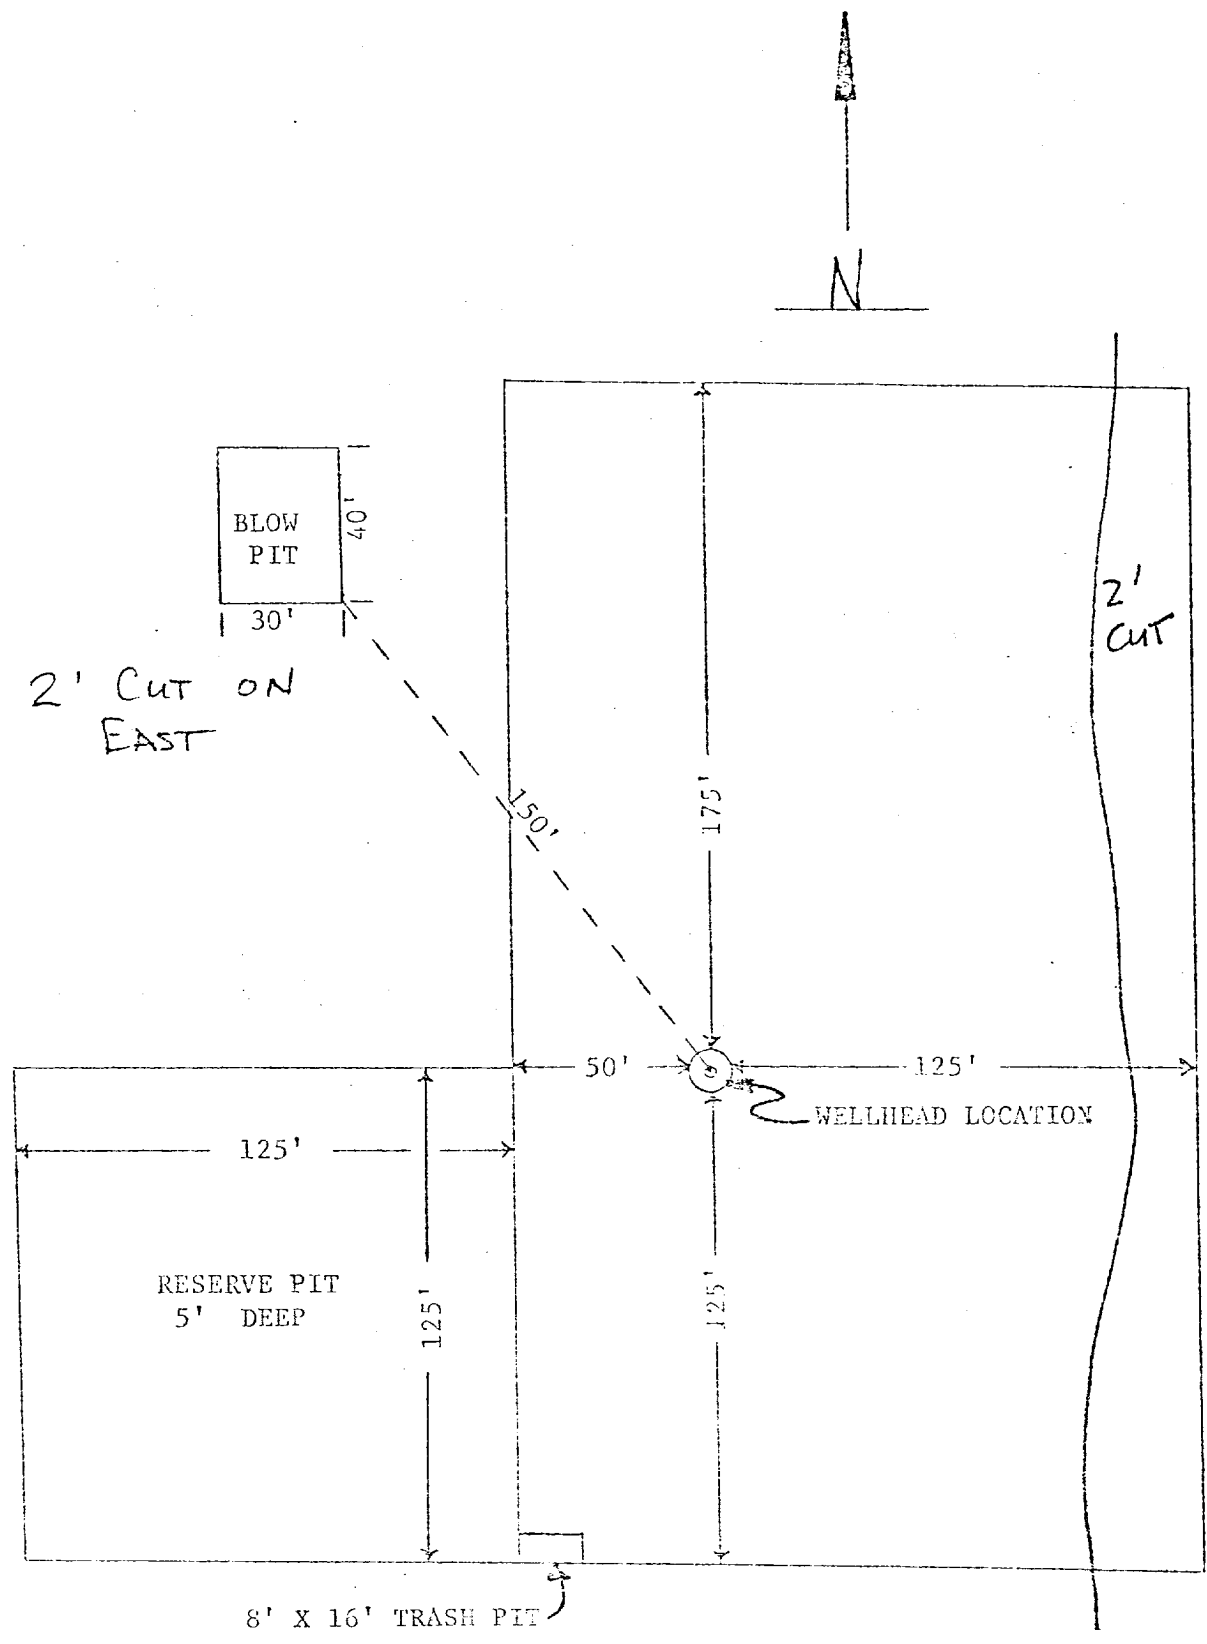 N
BLOW
PIT
40'
30'
2' CUT ON
EAST
2'
CUT
150'
175'
50'
125'
WELLHEAD LOCATION
125'
RESERVE PIT
5' DEEP
125'
125'
8' X 16' TRASH PIT